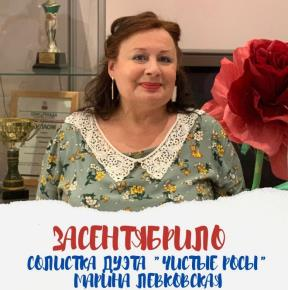 ЗАСЕНТЯБРИЛО
СОЛИСТКА ДУЭТА "ЧИСТЫЕ РОСЫ"
МАРИНА ЛЕВКОВСКАЯ